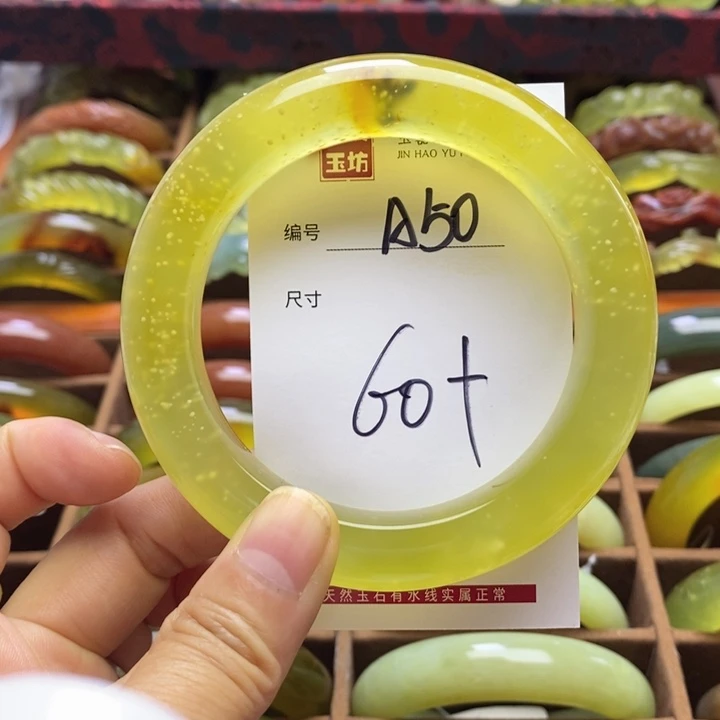 玉坊
JIN HAO YU
编号 A50
尺寸
60+
天然玉石有水线实属正常